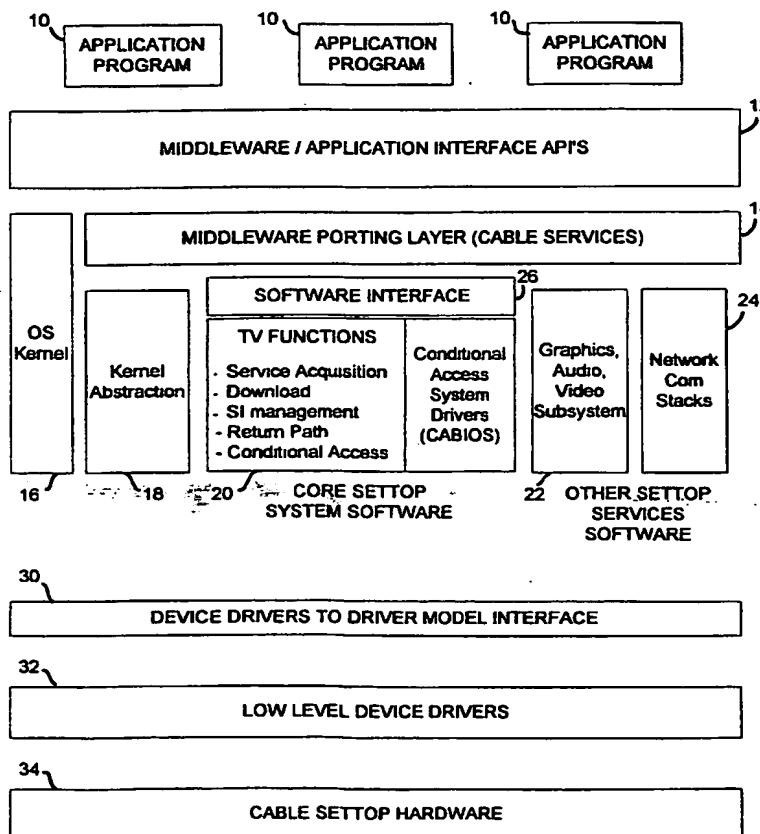 10 10 10
APPLICATION PROGRAM
APPLICATION PROGRAM
APPLICATION PROGRAM
MIDDLEWARE / APPLICATION INTERFACE API'S
MIDDLEWARE PORTING LAYER (CABLE SERVICES)
26
SOFTWARE INTERFACE
24
OS
Kernel
Kernel
Abstraction
TV FUNCTIONS
- Service Acquisition
- Download
- SI management
- Return Path
- Conditional Access
Conditional
Access
System
Drivers
(CABIOS)
Graphics,
Audio,
Video
Subsystem
Network
Com
Stacks
16 18 20 22
CORE SETTOP
SYSTEM SOFTWARE
OTHER SETTOP
SERVICES
SOFTWARE
30
DEVICE DRIVERS TO DRIVER MODEL INTERFACE
32
LOW LEVEL DEVICE DRIVERS
34
CABLE SETTOP HARDWARE